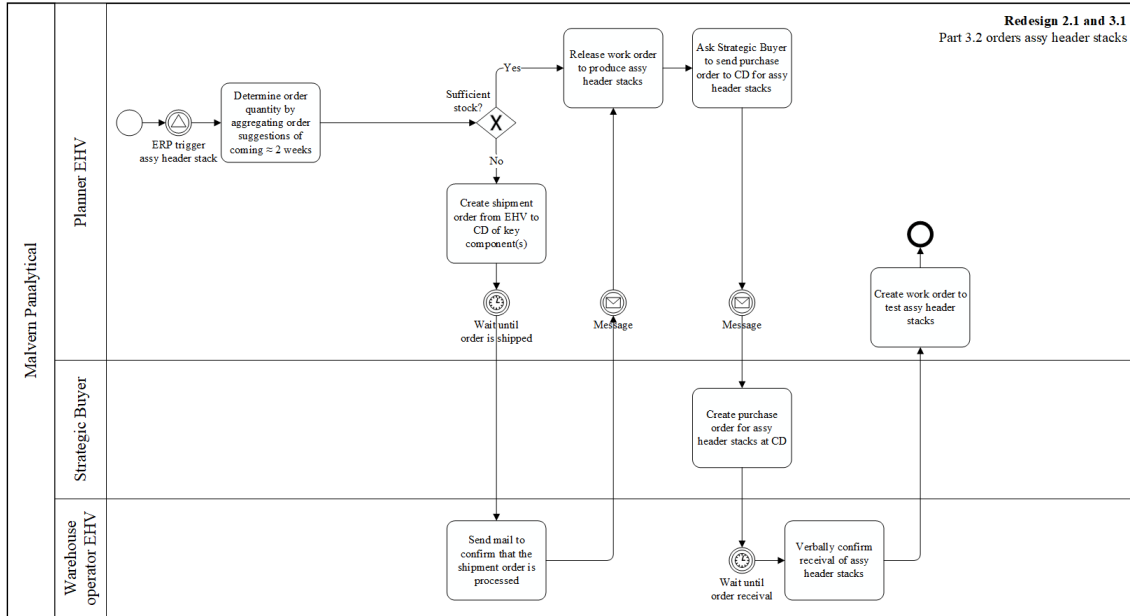 Redesign 2.1 and 3.1
Part 3.2 orders assy header stacks
Malvern Panalytical
Planner EHV
ERP trigger
assy header stack
Determine order
quantity by
aggregating order
suggestions of
coming ≈ 2 weeks
Sufficient
stock?
X
Yes
No
Create shipment
order from EHV to
CD of key
component(s)
Wait until
order is shipped
Release work order
to produce assy
header stacks
Message
Ask Strategic Buyer
to send purchase
order to CD for assy
header stacks
Message
Create work order to
test assy header
stacks
Strategic Buyer
Create purchase
order for assy
header stacks at CD
Warehouse
operator EHV
Send mail to
confirm that the
shipment order is
processed
Wait until
order receival
Verbally confirm
receival of assy
header stacks